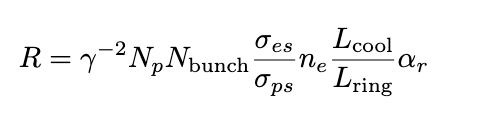 R = γ⁻² N_p N_bunch σ_es/σ_ps n_e L_cool/L_ring α_r